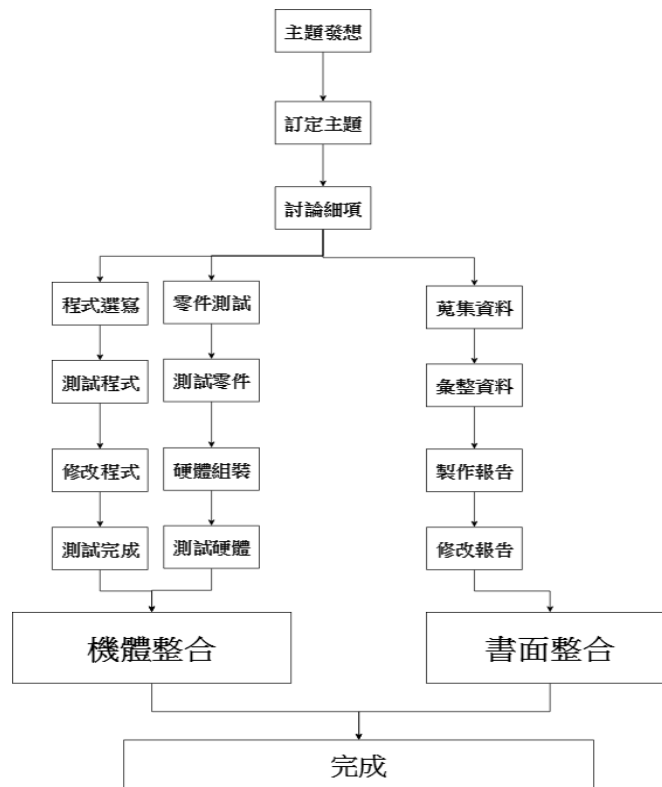 主題發想
訂定主題
討論細項
程式選寫
零件測試
蒐集資料
測試程式
測試零件
彙整資料
修改程式
硬體組裝
製作報告
測試完成
測試硬體
修改報告
機體整合
書面整合
完成